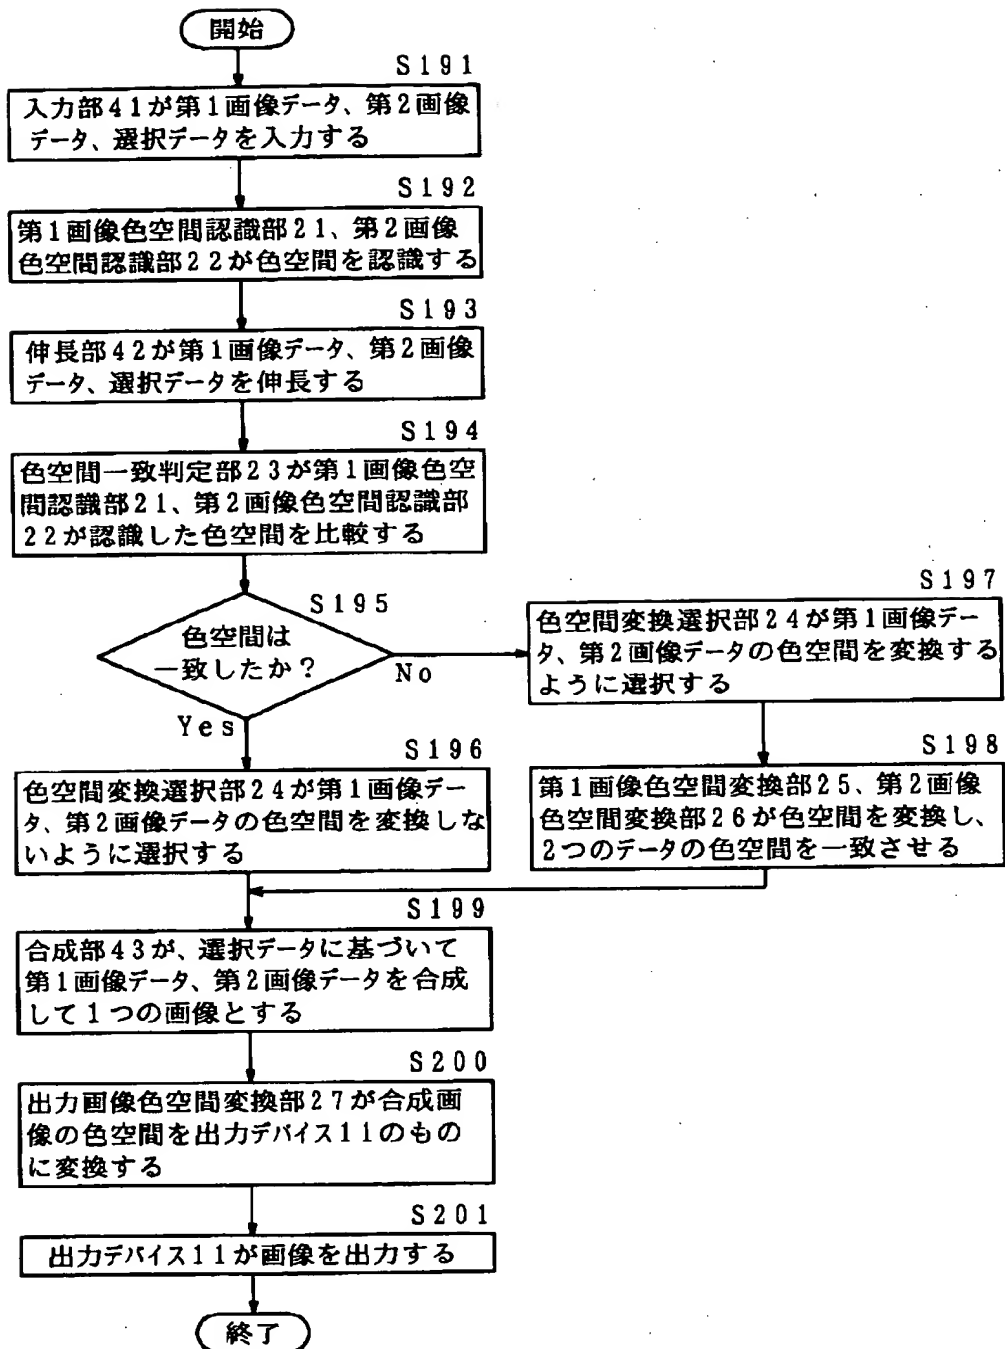 開始
S191
入力部41が第1画像データ、第2画像
データ、選択データを入力する
S192
第1画像色空間認識部21、第2画像
色空間認識部22が色空間を認識する
S193
伸長部42が第1画像データ、第2画像
データ、選択データを伸長する
S194
色空間一致判定部23が第1画像色空
間認識部21、第2画像色空間認識部
22が認識した色空間を比較する
S195
色空間は
一致したか?
No
Yes
S197
色空間変換選択部24が第1画像デー
タ、第2画像データの色空間を変換する
ように選択する
S198
第1画像色空間変換部25、第2画像
色空間変換部26が色空間を変換し、
2つのデータの色空間を一致させる
S196
色空間変換選択部24が第1画像デー
タ、第2画像データの色空間を変換しな
いように選択する
S199
合成部43が、選択データに基づいて
第1画像データ、第2画像データを合成
して1つの画像とする
S200
出力画像色空間変換部27が合成画
像の色空間を出力デバイス11のもの
に変換する
S201
出力デバイス11が画像を出力する
終了